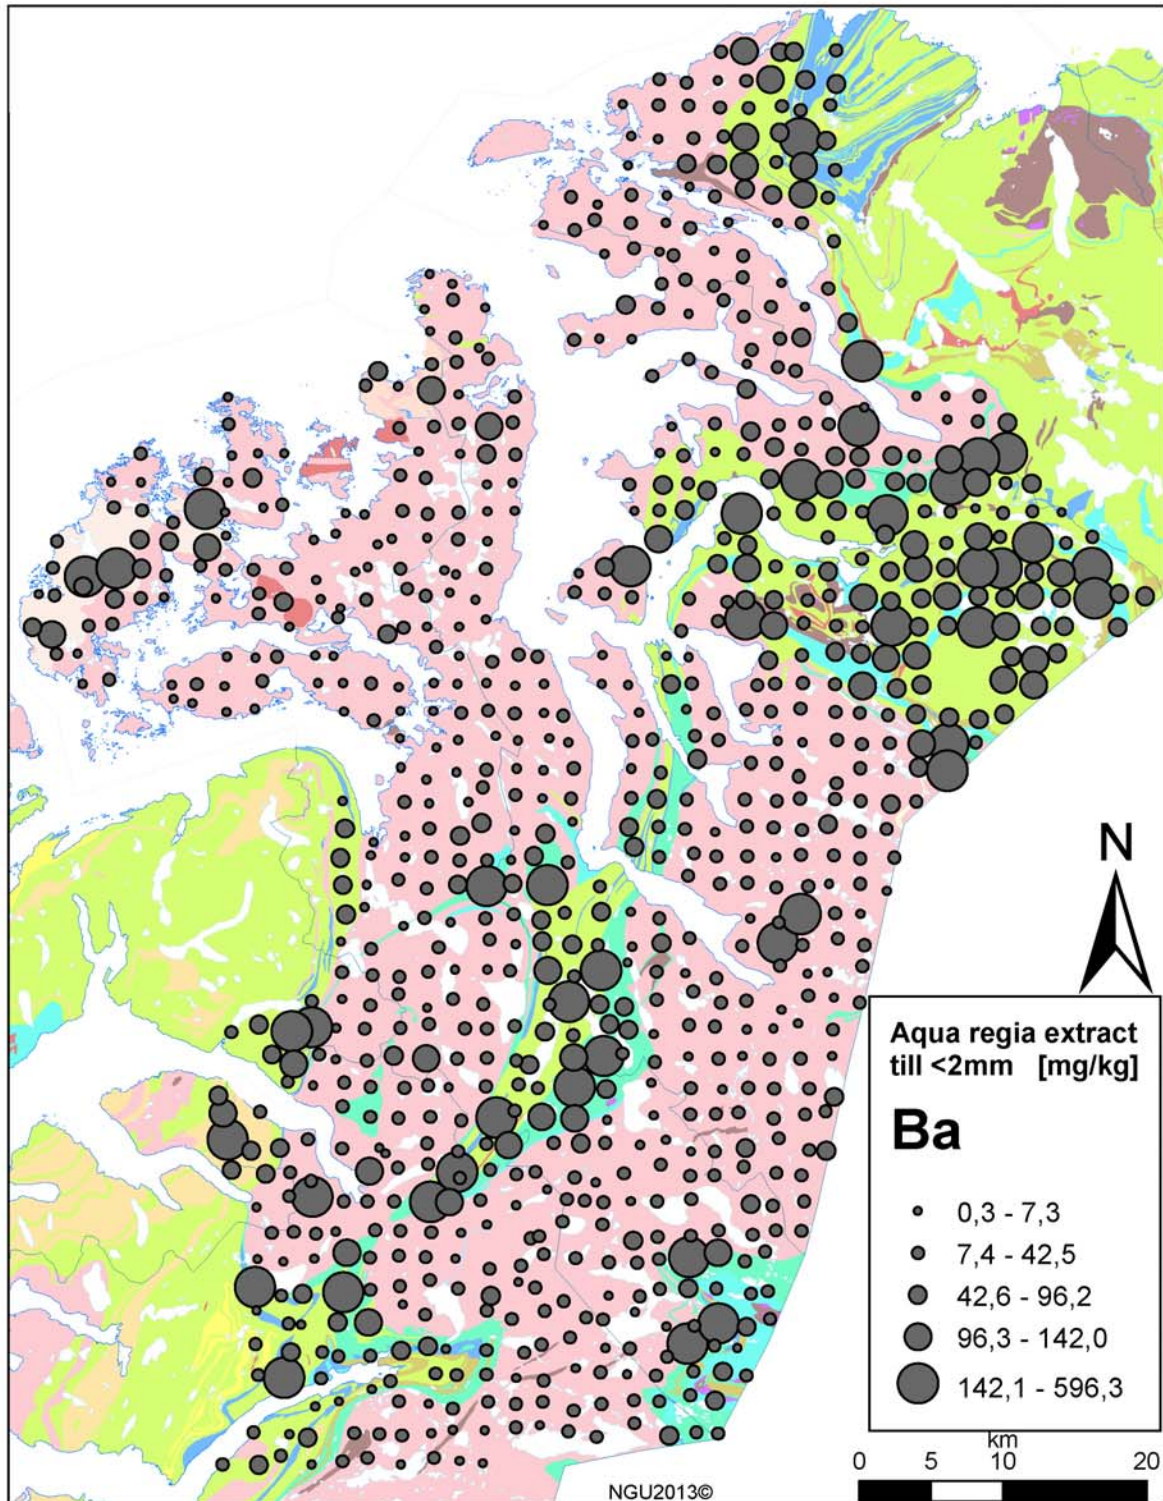 N
Aqua regia extract
till <2mm [mg/kg]
Ba
0,3 - 7,3
7,4 - 42,5
42,6 - 96,2
96,3 - 142,0
142,1 - 596,3
km
0 5 10 20
NGU2013©